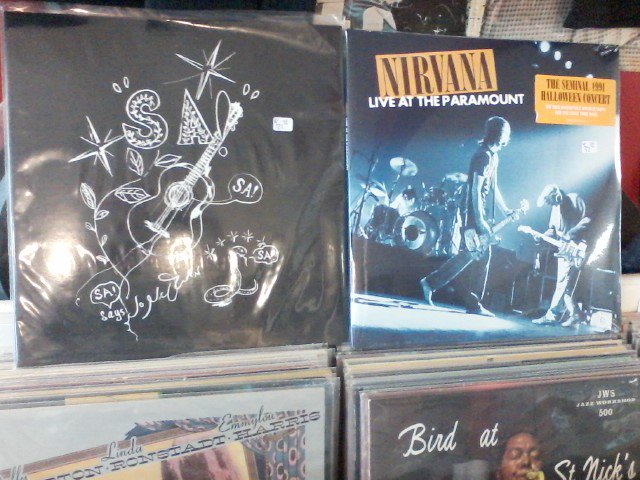 SA
SA!
SA!
SA!
says
NIRVANA
LIVE AT THE PARAMOUNT
THE SEMINAL 1991
HALLOWEEN CONCERT
Emmylou
Linda
TON·RONSTADT·HARRIS
JWS
JAZZ WORKSHOP
500
Bird at
St Nick's